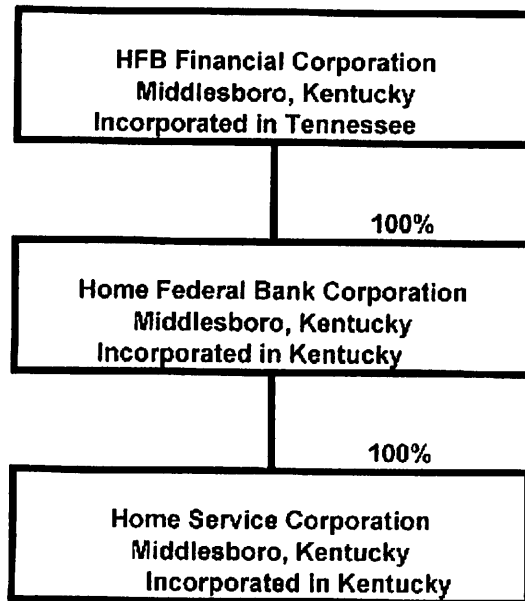 HFB Financial Corporation
Middlesboro, Kentucky
Incorporated in Tennessee
100%
Home Federal Bank Corporation
Middlesboro, Kentucky
Incorporated in Kentucky
100%
Home Service Corporation
Middlesboro, Kentucky
Incorporated in Kentucky